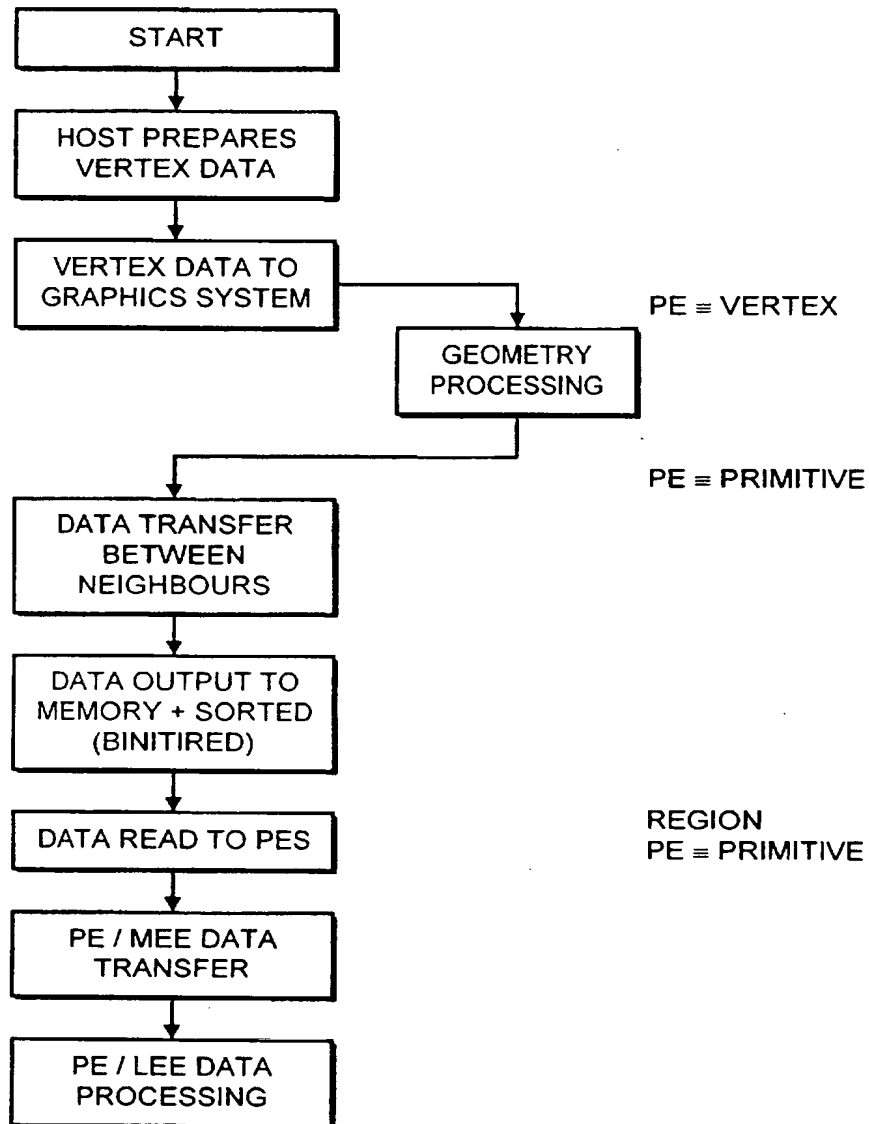 START
HOST PREPARES
VERTEX DATA
VERTEX DATA TO
GRAPHICS SYSTEM
PE ≡ VERTEX
GEOMETRY
PROCESSING
PE ≡ PRIMITIVE
DATA TRANSFER
BETWEEN
NEIGHBOURS
DATA OUTPUT TO
MEMORY + SORTED
(BINITIRED)
DATA READ TO PES
REGION
PE ≡ PRIMITIVE
PE / MEE DATA
TRANSFER
PE / LEE DATA
PROCESSING